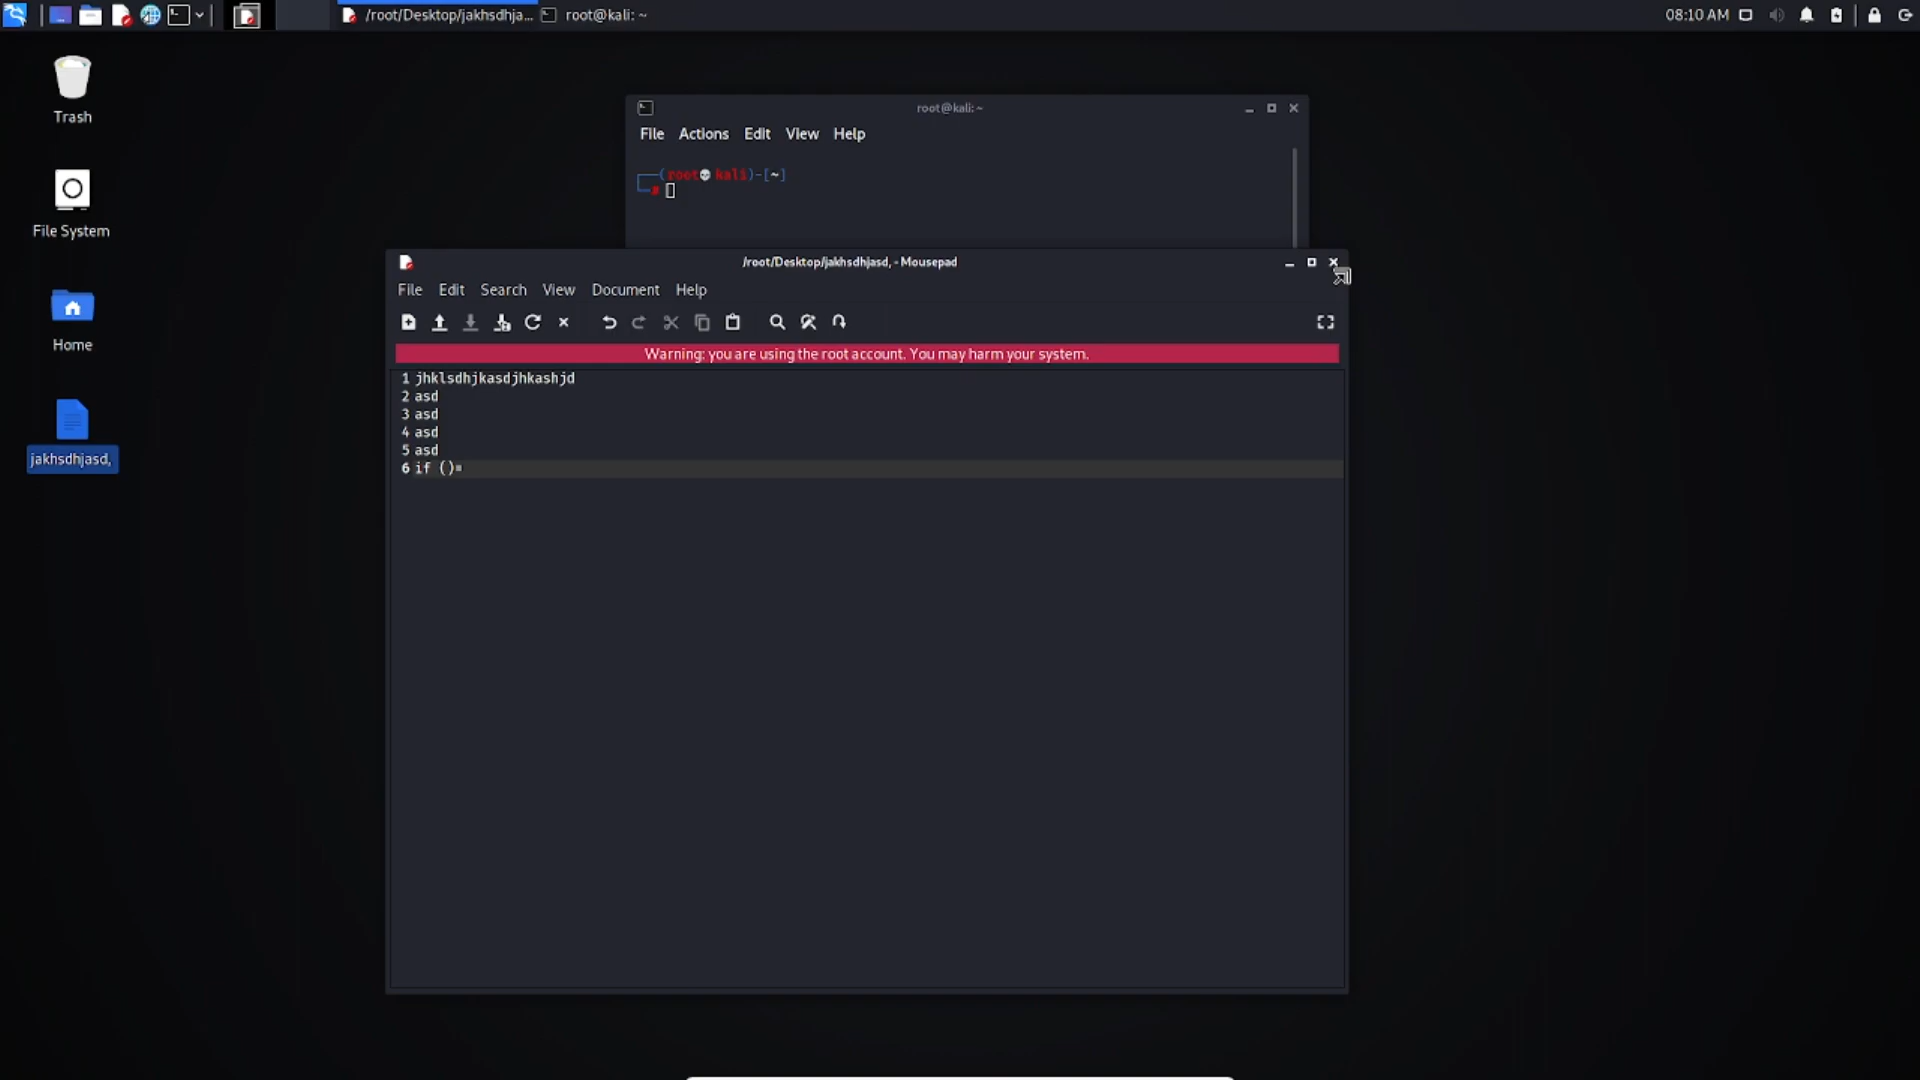 /root/Desktop/jakhsdhja... root@kali: ~ 08:10 AM
Trash
File System
Home
jakhsdhjasd,
root@kali: ~
File Actions Edit View Help
(root💀kali)-[~]
#
/root/Desktop/jakhsdhjasd, - Mousepad
File Edit Search View Document Help
Warning: you are using the root account. You may harm your system.
1 jhklsdhjkasdjhkashjd
2 asd
3 asd
4 asd
5 asd
6 if ()=